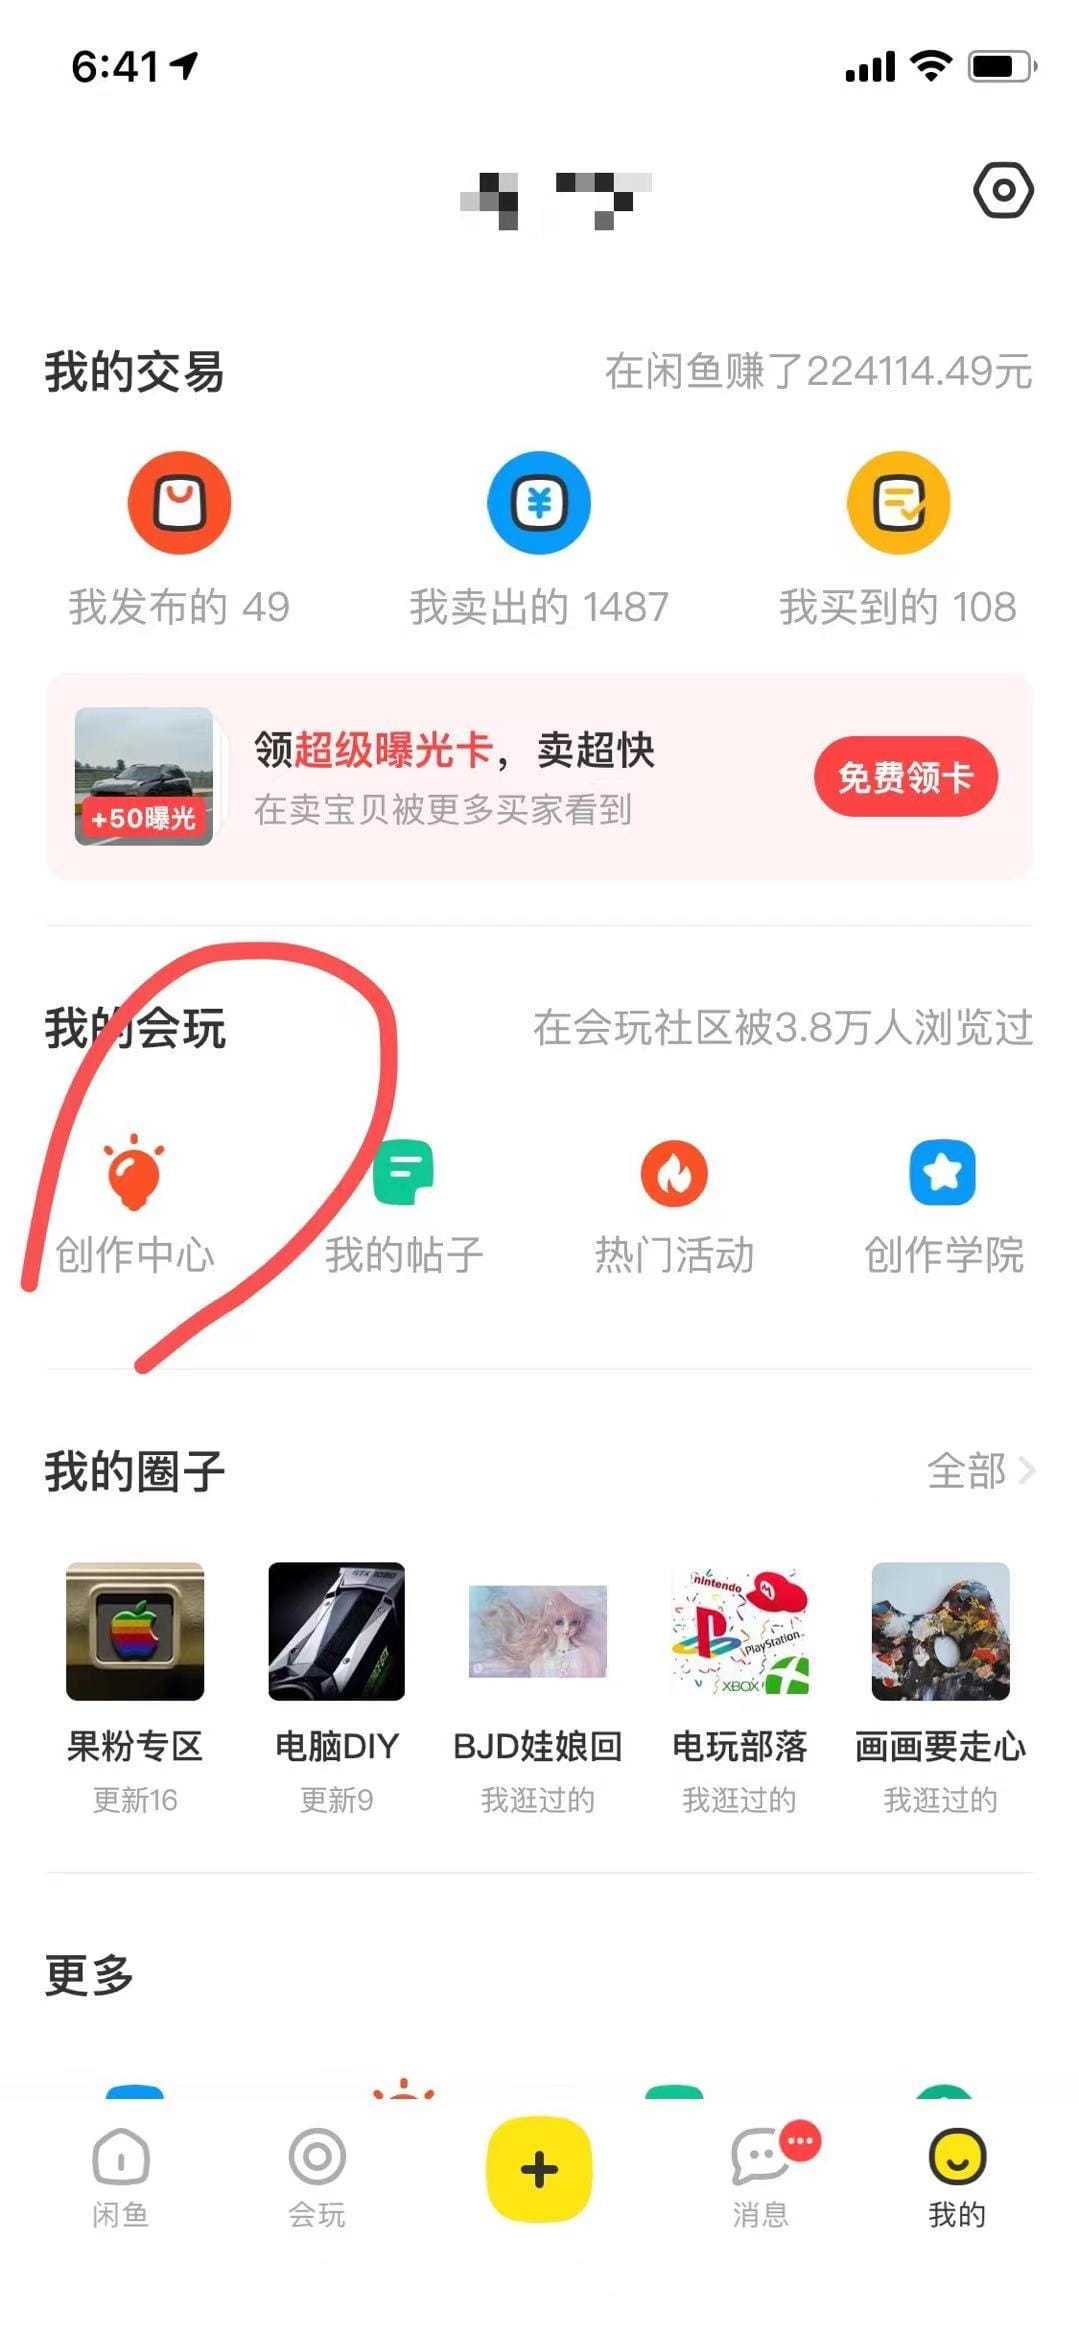 6:41
我的交易
在闲鱼赚了224114.49元
我发布的 49
我卖出的 1487
我买到的 108
领超级曝光卡，卖超快
在卖宝贝被更多买家看到
+50曝光
免费领卡
我的会玩
在会玩社区被3.8万人浏览过
创作中心
我的帖子
热门活动
创作学院
我的圈子
全部
nintendo
PlayStation
XBOX
果粉专区
电脑DIY
BJD娃娘回
电玩部落
画画要走心
更新16
更新9
我逛过的
我逛过的
我逛过的
更多
闲鱼
会玩
消息
我的